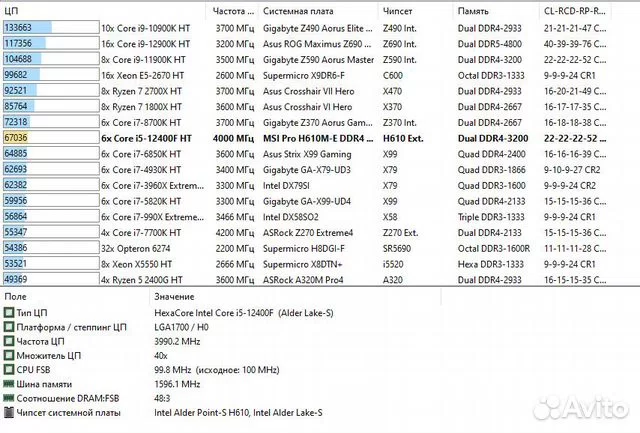 ЦП Частота ... Системная плата Чипсет Память CL-RCD-RP-R...
133663 10x Core i9-10900K HT 3700 МГц Gigabyte Z490 Aorus Elite ... Z490 Int. Dual DDR4-2933 21-21-21-47 C...
117356 16x Core i9-12900K HT 3200 МГц Asus ROG Maximus Z690 ... Z690 Int. Dual DDR5-4800 40-39-39-76 C...
104688 8x Core i9-11900K HT 3500 МГц Gigabyte Z590 Aorus Master Z590 Int. Dual DDR4-3200 22-22-22-52 C...
99682 16x Xeon E5-2670 HT 2600 МГц Supermicro X9DR6-F C600 Octal DDR3-1333 9-9-9-24 CR1
92521 8x Ryzen 7 2700X HT 3700 МГц Asus Crosshair VII Hero X470 Dual DDR4-2933 16-20-21-49 C...
85764 8x Ryzen 7 1800X HT 3600 МГц Asus Crosshair VI Hero X370 Dual DDR4-2667 16-17-17-35 C...
72318 6x Core i7-8700K HT 3700 МГц Gigabyte Z370 Aorus Gam... Z370 Int. Dual DDR4-2667 16-18-18-38 C...
67036 6x Core i5-12400F HT 4000 МГц MSI Pro H610M-E DDR4 ... H610 Ext. Dual DDR4-3200 22-22-22-52 ...
64885 6x Core i7-6850K HT 3600 МГц Asus Strix X99 Gaming X99 Quad DDR4-2400 16-16-16-39 C...
62693 6x Core i7-4930K HT 3400 МГц Gigabyte GA-X79-UD3 X79 Quad DDR3-1866 9-10-9-27 CR2
62382 6x Core i7-3960X Extreme... 3300 МГц Intel DX79SI X79 Quad DDR3-1600 9-9-9-24 CR2
59956 6x Core i7-5820K HT 3300 МГц Gigabyte GA-X99-UD4 X99 Quad DDR4-2133 15-15-15-36 C...
56864 6x Core i7-990X Extreme... 3466 МГц Intel DX58SO2 X58 Triple DDR3-1333 9-9-9-24 CR1
55347 4x Core i7-7700K HT 4200 МГц ASRock Z270 Extreme4 Z270 Ext. Dual DDR4-2133 15-15-15-36 C...
54386 32x Opteron 6274 2200 МГц Supermicro H8DGI-F SR5690 Octal DDR3-1600R 11-11-11-28 C...
53521 8x Xeon X5550 HT 2666 МГц Supermicro X8DTN+ i5520 Hexa DDR3-1333 9-9-9-24 CR1
49369 4x Ryzen 5 2400G HT 3600 МГц ASRock A320M Pro4 A320 Dual DDR4-2933 16-15-15-35 C...
Поле Значение
Тип ЦП HexaCore Intel Core i5-12400F (Alder Lake-S)
Платформа / степпинг ЦП LGA1700 / H0
Частота ЦП 3990.2 MHz
Множитель ЦП 40x
CPU FSB 99.8 MHz (исходное: 100 MHz)
Шина памяти 1596.1 MHz
Соотношение DRAM:FSB 48:3
Чипсет системной платы Intel Alder Point-S H610, Intel Alder Lake-S
Avito